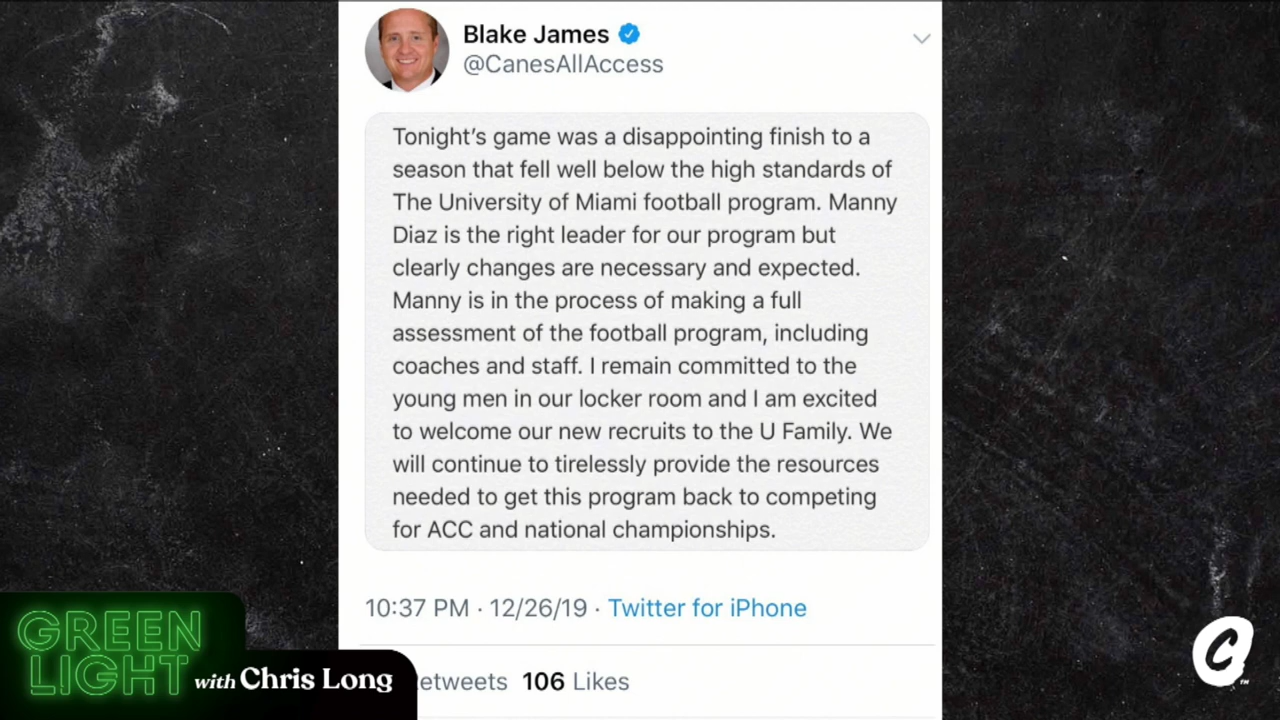 Blake James
@CanesAllAccess
Tonight's game was a disappointing finish to a
season that fell well below the high standards of
The University of Miami football program. Manny
Diaz is the right leader for our program but
clearly changes are necessary and expected.
Manny is in the process of making a full
assessment of the football program, including
coaches and staff. I remain committed to the
young men in our locker room and I am excited
to welcome our new recruits to the U Family. We
will continue to tirelessly provide the resources
needed to get this program back to competing
for ACC and national championships.
10:37 PM · 12/26/19 · Twitter for iPhone
etweets 106 Likes
GREEN
LIGHT with Chris Long
C
TM